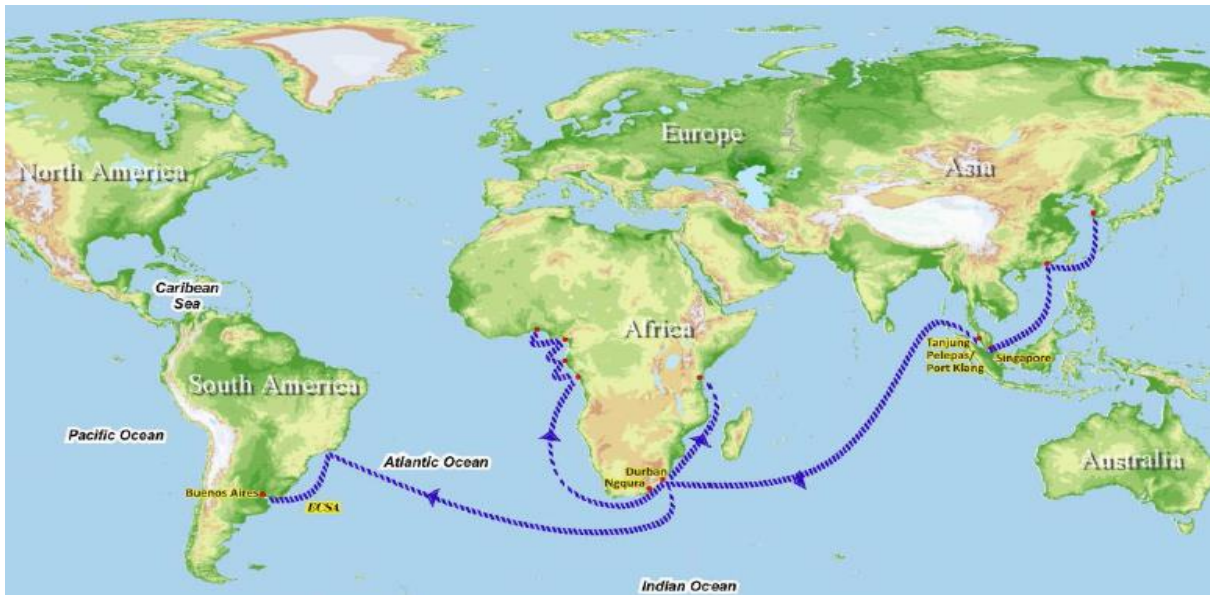 Europe
Asia
North America
Caribbean
Sea
Africa
Tanjung
Pelepas/
Port Klang
Singapore
South America
Pacific Ocean
Atlantic Ocean
Australia
Durban
Ngqura
Buenos Aires
ECSA
Indian Ocean